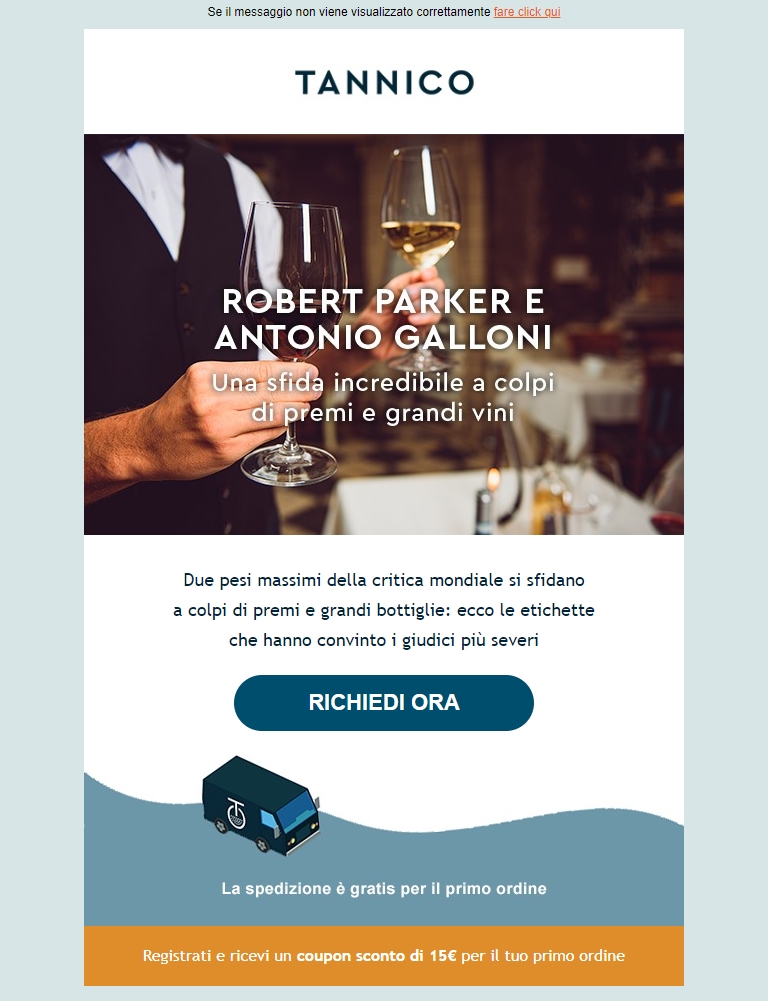 Se il messaggio non viene visualizzato correttamente fare click qui
TANNICO
ROBERT PARKER E
ANTONIO GALLONI
Una sfida incredibile a colpi
di premi e grandi vini
Due pesi massimi della critica mondiale si sfidano
a colpi di premi e grandi bottiglie: ecco le etichette
che hanno convinto i giudici più severi
RICHIEDI ORA
La spedizione è gratis per il primo ordine
Registrati e ricevi un coupon sconto di 15€ per il tuo primo ordine